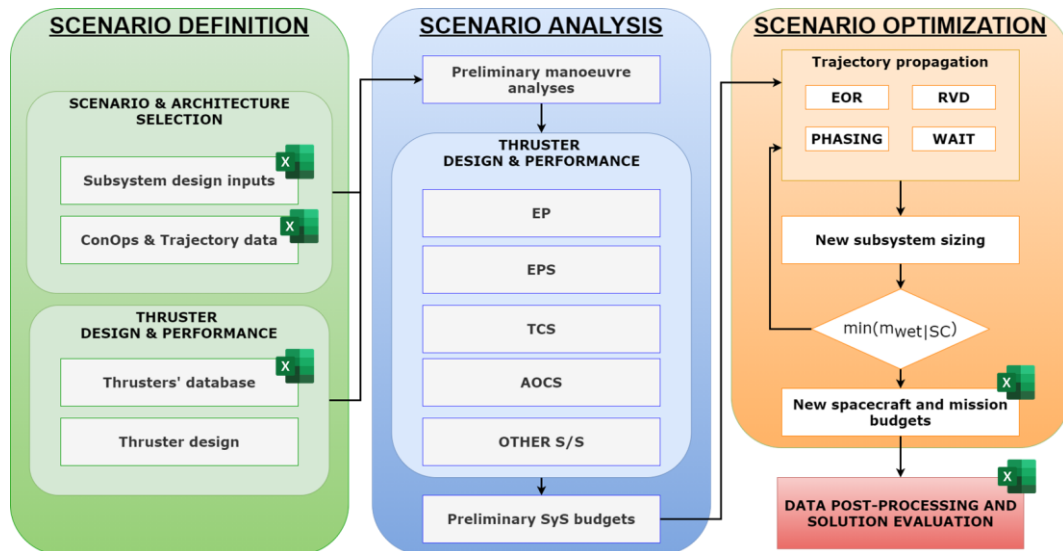 SCENARIO DEFINITION
SCENARIO & ARCHITECTURE
SELECTION
Subsystem design inputs
X
ConOps & Trajectory data
X
THRUSTER
DESIGN & PERFORMANCE
Thrusters' database
X
Thruster design
SCENARIO ANALYSIS
Preliminary manoeuvre
analyses
THRUSTER
DESIGN & PERFORMANCE
EP
EPS
TCS
AOCS
OTHER S/S
Preliminary SyS budgets
SCENARIO OPTIMIZATION
Trajectory propagation
EOR
RVD
PHASING
WAIT
New subsystem sizing
min(mwet|SC)
New spacecraft and mission
budgets
X
DATA POST-PROCESSING AND
SOLUTION EVALUATION
X